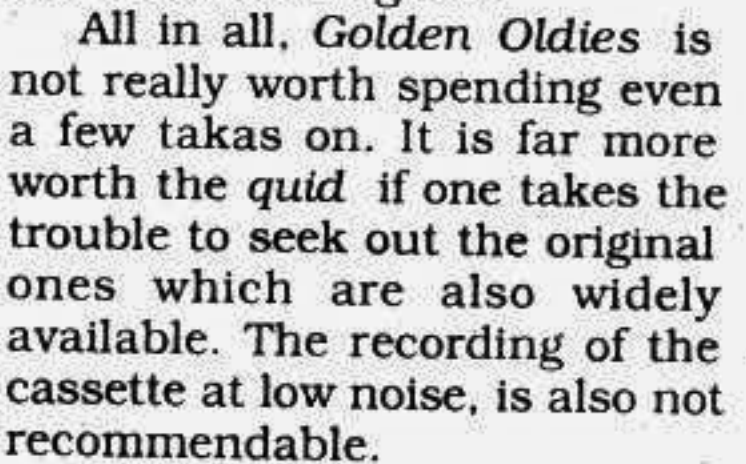 All in all, Golden Oldies is
not really worth spending even
a few takas on. It is far more
worth the quid if one takes the
trouble to seek out the original
ones which are also widely
available. The recording of the
cassette at low noise, is also not
recommendable.